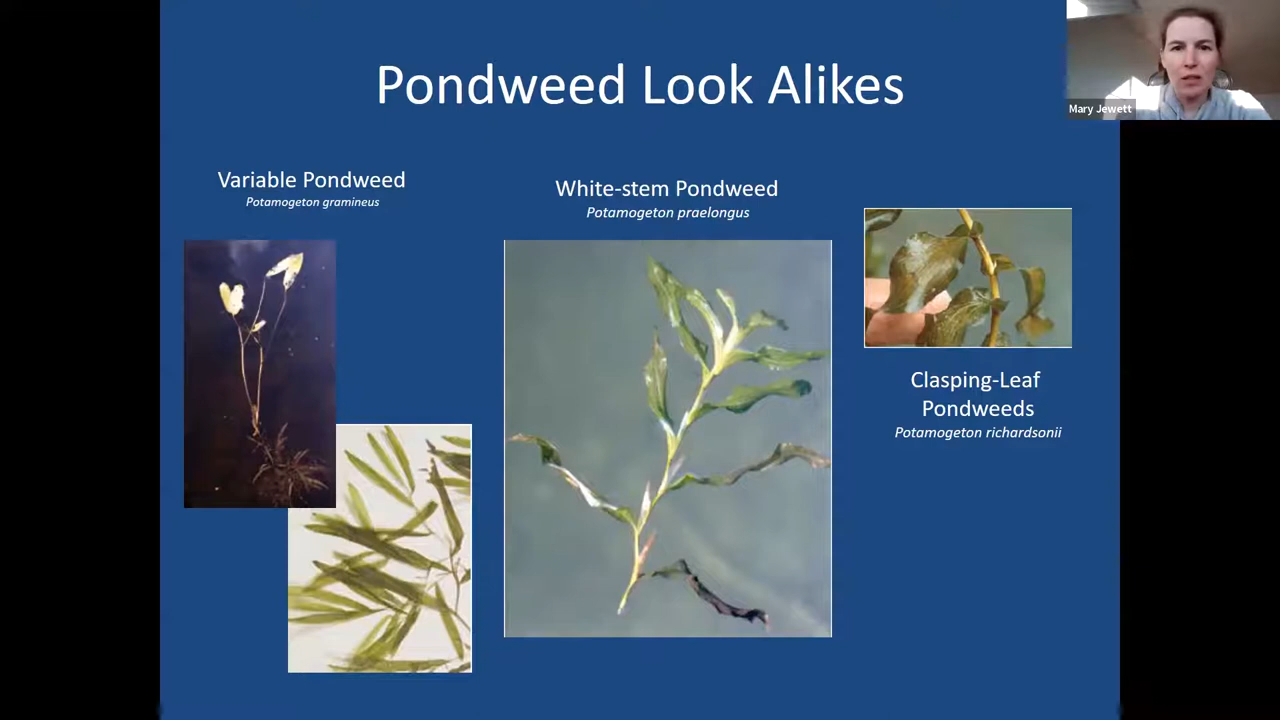 Pondweed Look Alikes
Mary Jewett
Variable Pondweed
Potamogeton gramineus
White-stem Pondweed
Potamogeton praelongus
Clasping-Leaf
Pondweeds
Potamogeton richardsonii